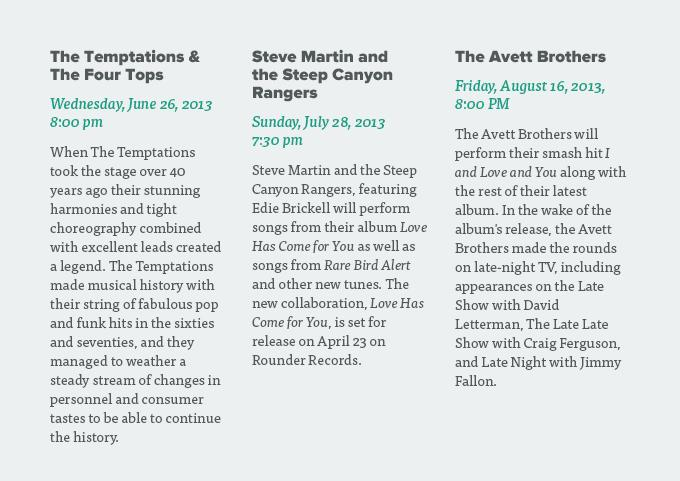 The Temptations &
The Four Tops
Wednesday, June 26, 2013
8:00 pm
When The Temptations
took the stage over 40
years ago their stunning
harmonies and tight
choreography combined
with excellent leads created
a legend. The Temptations
made musical history with
their string of fabulous pop
and funk hits in the sixties
and seventies, and they
managed to weather a
steady stream of changes in
personnel and consumer
tastes to be able to continue
the history.
Steve Martin and
the Steep Canyon
Rangers
Sunday, July 28, 2013
7:30 pm
Steve Martin and the Steep
Canyon Rangers, featuring
Edie Brickell will perform
songs from their album Love
Has Come for You as well as
songs from Rare Bird Alert
and other new tunes. The
new collaboration, Love Has
Come for You, is set for
release on April 23 on
Rounder Records.
The Avett Brothers
Friday, August 16, 2013,
8:00 PM
The Avett Brothers will
perform their smash hit I
and Love and You along with
the rest of their latest
album. In the wake of the
album's release, the Avett
Brothers made the rounds
on late-night TV, including
appearances on the Late
Show with David
Letterman, The Late Late
Show with Craig Ferguson,
and Late Night with Jimmy
Fallon.